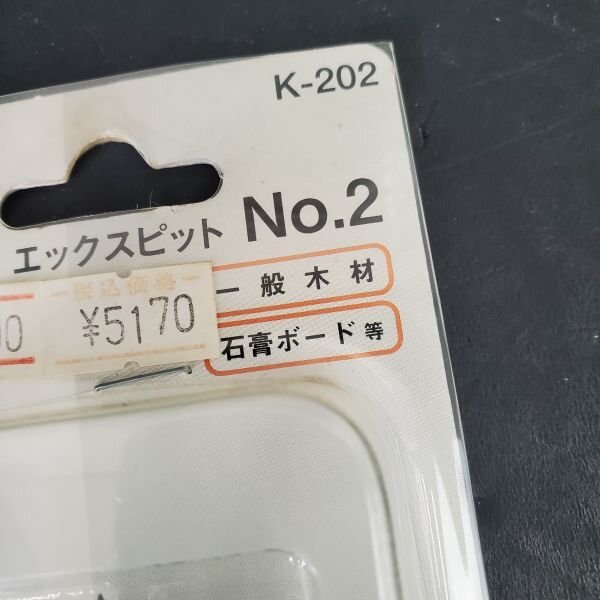 K-202
エックスピット No.2
税込価格
00 ¥5170
一般木材
石膏ボード等